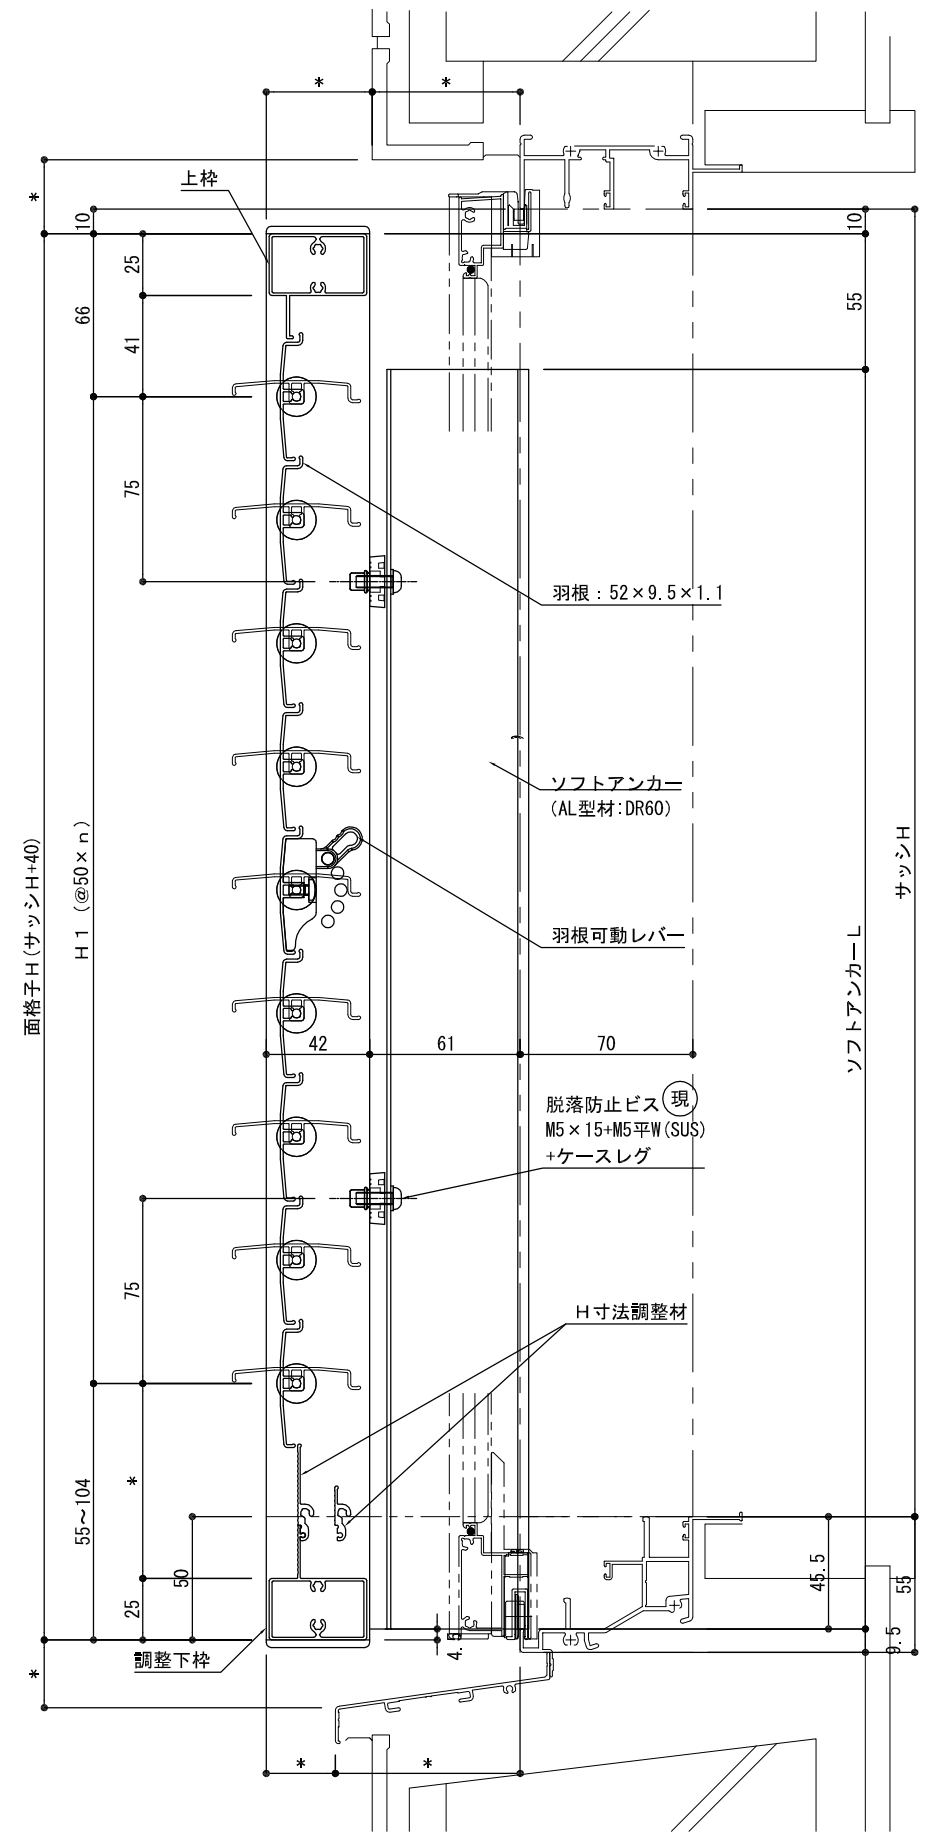 *
*
*
上枠
10
10
25
66
55
41
75
羽根：52×9.5×1.1
ソフトアンカー
(AL型材:DR60)
面格子H(サッシH+40)
H1 (@50×n)
サッシH
羽根可動レバー
ソフトアンカーL
42
61
70
脱落防止ビス 現
M5×15+M5平W(SUS)
+ケースレグ
75
H寸法調整材
*
55～104
50
45.5
55
25
9.5
4.
調整下枠
*
*
*